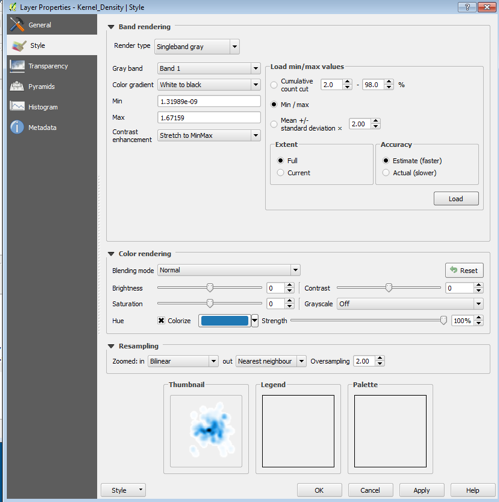 Layer Properties - Kernel_Density | Style
General
Style
Transparency
Pyramids
Histogram
Metadata
Band rendering
Render type Singleband gray
Gray band Band 1
Color gradient White to black
Min 1.31989e-09
Max 1.67159
Contrast enhancement Stretch to MinMax
Load min/max values
Cumulative count cut 2.0 - 98.0 %
Min / max
Mean +/- standard deviation × 2.00
Extent
Full
Current
Accuracy
Estimate (faster)
Actual (slower)
Load
Color rendering
Blending mode Normal
Reset
Brightness 0 Contrast 0
Saturation 0 Grayscale Off
Hue Colorize Strength 100%
Resampling
Zoomed: in Bilinear out Nearest neighbour Oversampling 2.00
Thumbnail Legend Palette
Style OK Cancel Apply Help